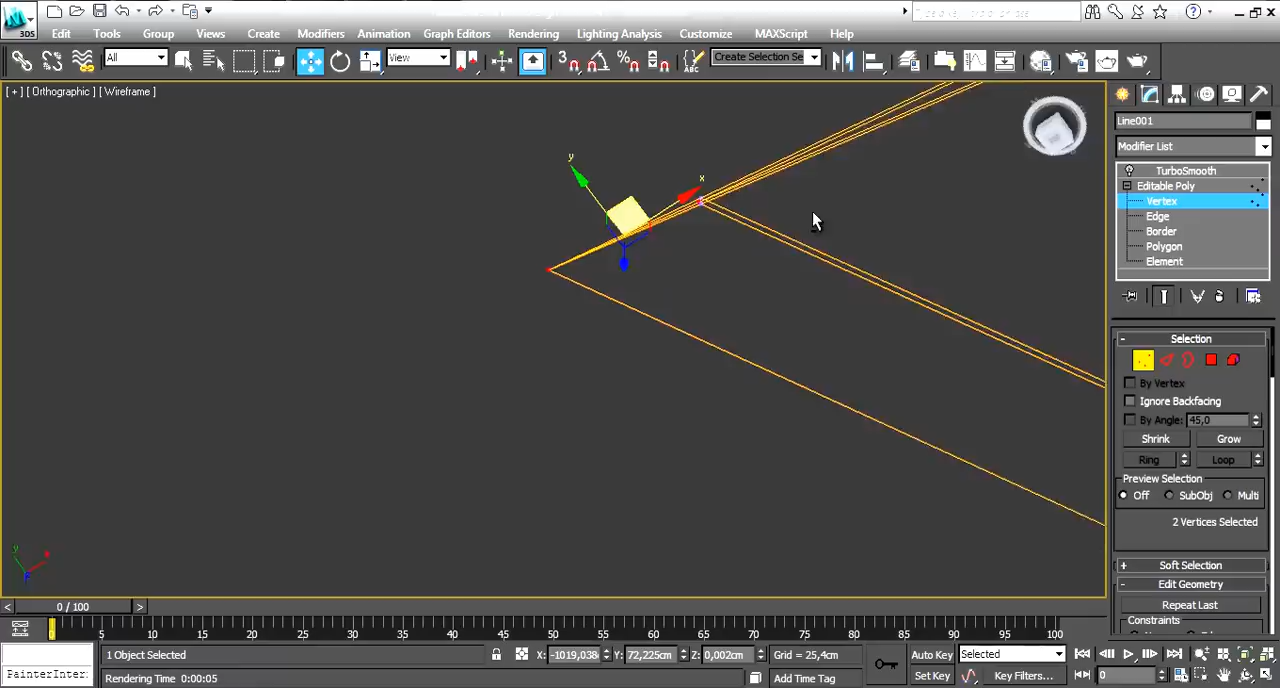 3DS
Edit Tools Group Views Create Modifiers Animation Graph Editors Rendering Lighting Analysis Customize MAXScript Help
All View Create Selection Se
[ + ] [ Orthographic ] [ Wireframe ]
y
x
Line001
Modifier List
TurboSmooth
Editable Poly
Vertex
Edge
Border
Polygon
Element
- Selection
By Vertex
Ignore Backfacing
By Angle: 45,0
Shrink Grow
Ring Loop
Preview Selection
Off SubObj Multi
2 Vertices Selected
+ Soft Selection
- Edit Geometry
Repeat Last
Constraints
< 0 / 100 >
0 5 10 15 20 25 30 35 40 45 50 55 60 65 70 75 80 85 90 95 100
1 Object Selected X: -1019,038 Y: 72,225cm Z: 0,002cm Grid = 25,4cm Auto Key Selected
PainterInter: Rendering Time 0:00:05 Add Time Tag Set Key Key Filters... 0